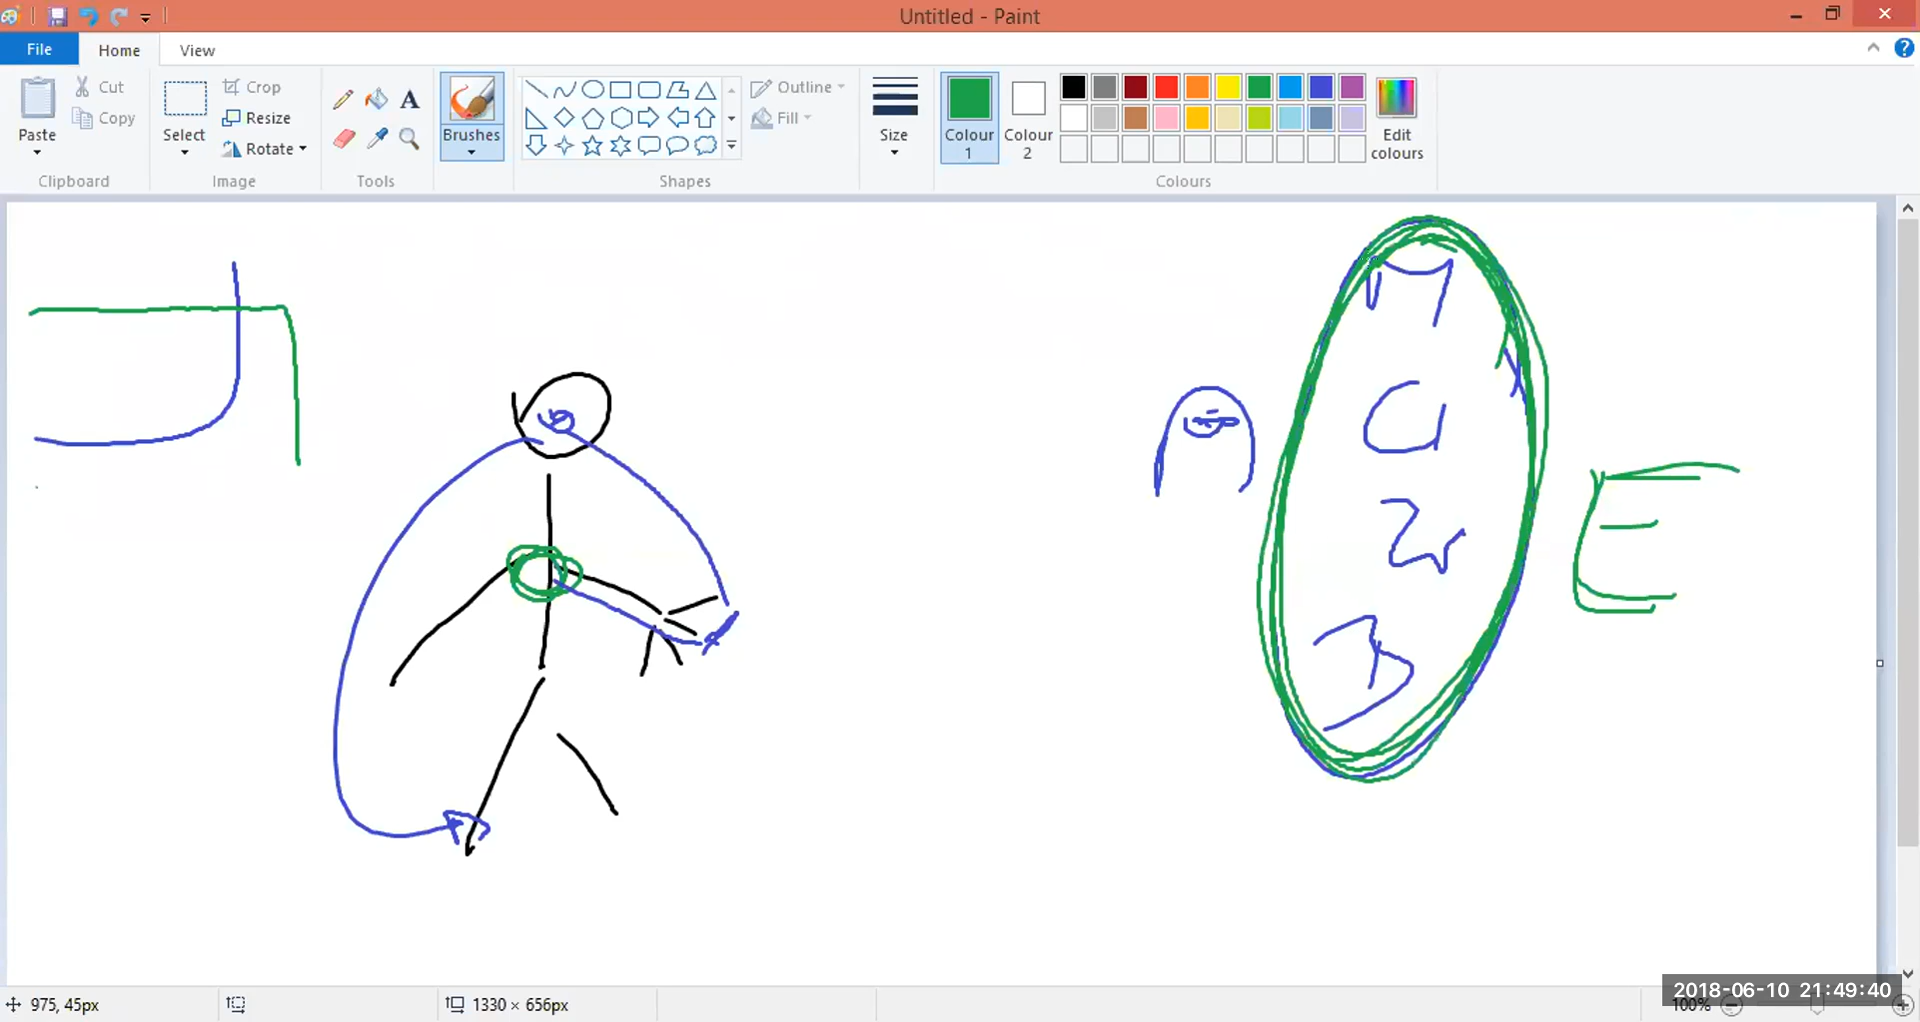 Untitled - Paint
File Home View
Paste
Cut
Copy
Clipboard
Select
Crop
Resize
Rotate
Image
A
Tools
Brushes
Shapes
Outline
Fill
Size
Colour 1
Colour 2
Edit colours
Colours
E
975, 45px
1330 × 656px
2018-06-10 21:49:40
100%